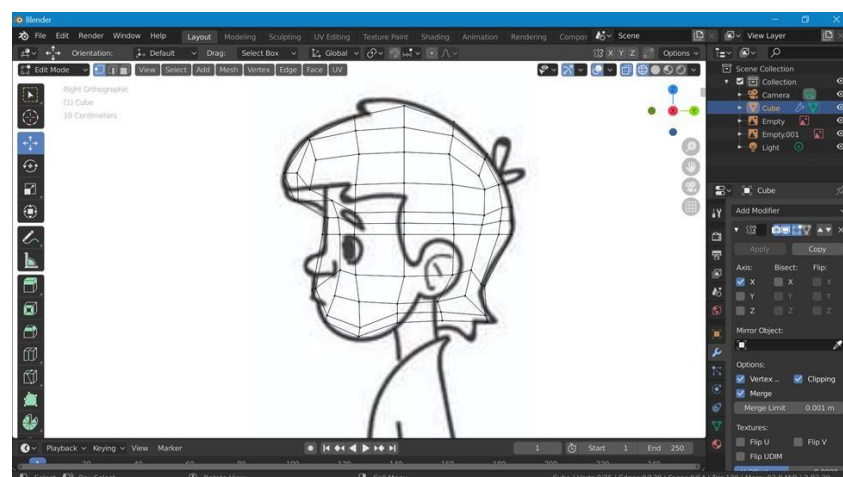 Blender
File Edit Render Window Help Layout Modeling Sculpting UV Editing Texture Paint Shading Animation Rendering Compos Scene View Layer
Orientation: Default Drag: Select Box Global X Y Z Options
Edit Mode View Select Add Mesh Vertex Edge Face UV
Right Orthographic
(1) Cube
10 Centimeters
Z
Y
Scene Collection
Collection
Camera
Cube
Empty
Empty.001
Light
Cube
Add Modifier
Apply Copy
Axis: Bisect: Flip:
X X X
Y Y Y
Z Z Z
Mirror Object:
Options:
Vertex ... Clipping
Merge
Merge Limit 0.001 m
Textures:
Flip U Flip V
Flip UDIM
Playback Keying View Marker 1 Start 1 End 250